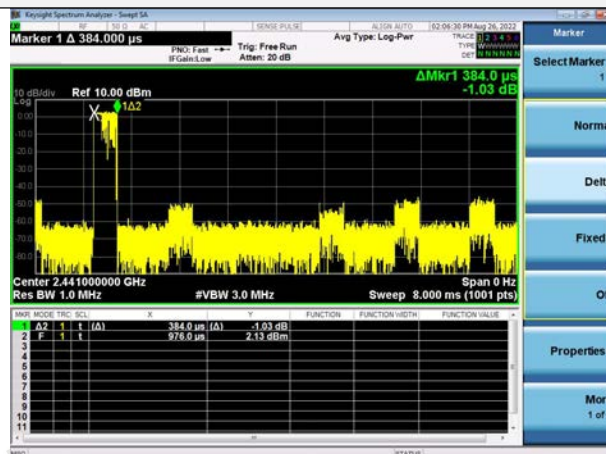 Keysight Spectrum Analyzer - Swept SA
RF 50 Ω AC SENSE:PULSE ALIGN AUTO 02:06:30 PM Aug 26, 2022
Marker 1 Δ 384.000 µs
PNO: Fast
IFGain:Low
Trig: Free Run
Atten: 20 dB
Avg Type: Log-Pwr
TRACE 1 2 3 4 5
TYPE W
DET N N N N N N
ΔMkr1 384.0 µs
-1.03 dB
10 dB/div
Log
Ref 10.00 dBm
1Δ2
X
0.00
-10.0
-20.0
-30.0
-40.0
-50.0
-60.0
-70.0
-80.0
Center 2.441000000 GHz
Span 0 Hz
Res BW 1.0 MHz
#VBW 3.0 MHz
Sweep 8.000 ms (1001 pts)
MKR MODE TRC SCL X Y FUNCTION FUNCTION WIDTH FUNCTION VALUE
1 Δ2 1 t (Δ) 384.0 µs (Δ) -1.03 dB
2 F 1 t 976.0 µs 2.13 dBm
3
4
5
6
7
8
9
10
11
MSG
STATUS
Marker
Select Marker
1
Norma
Delt
Fixed
O
Properties
Mor
1 of